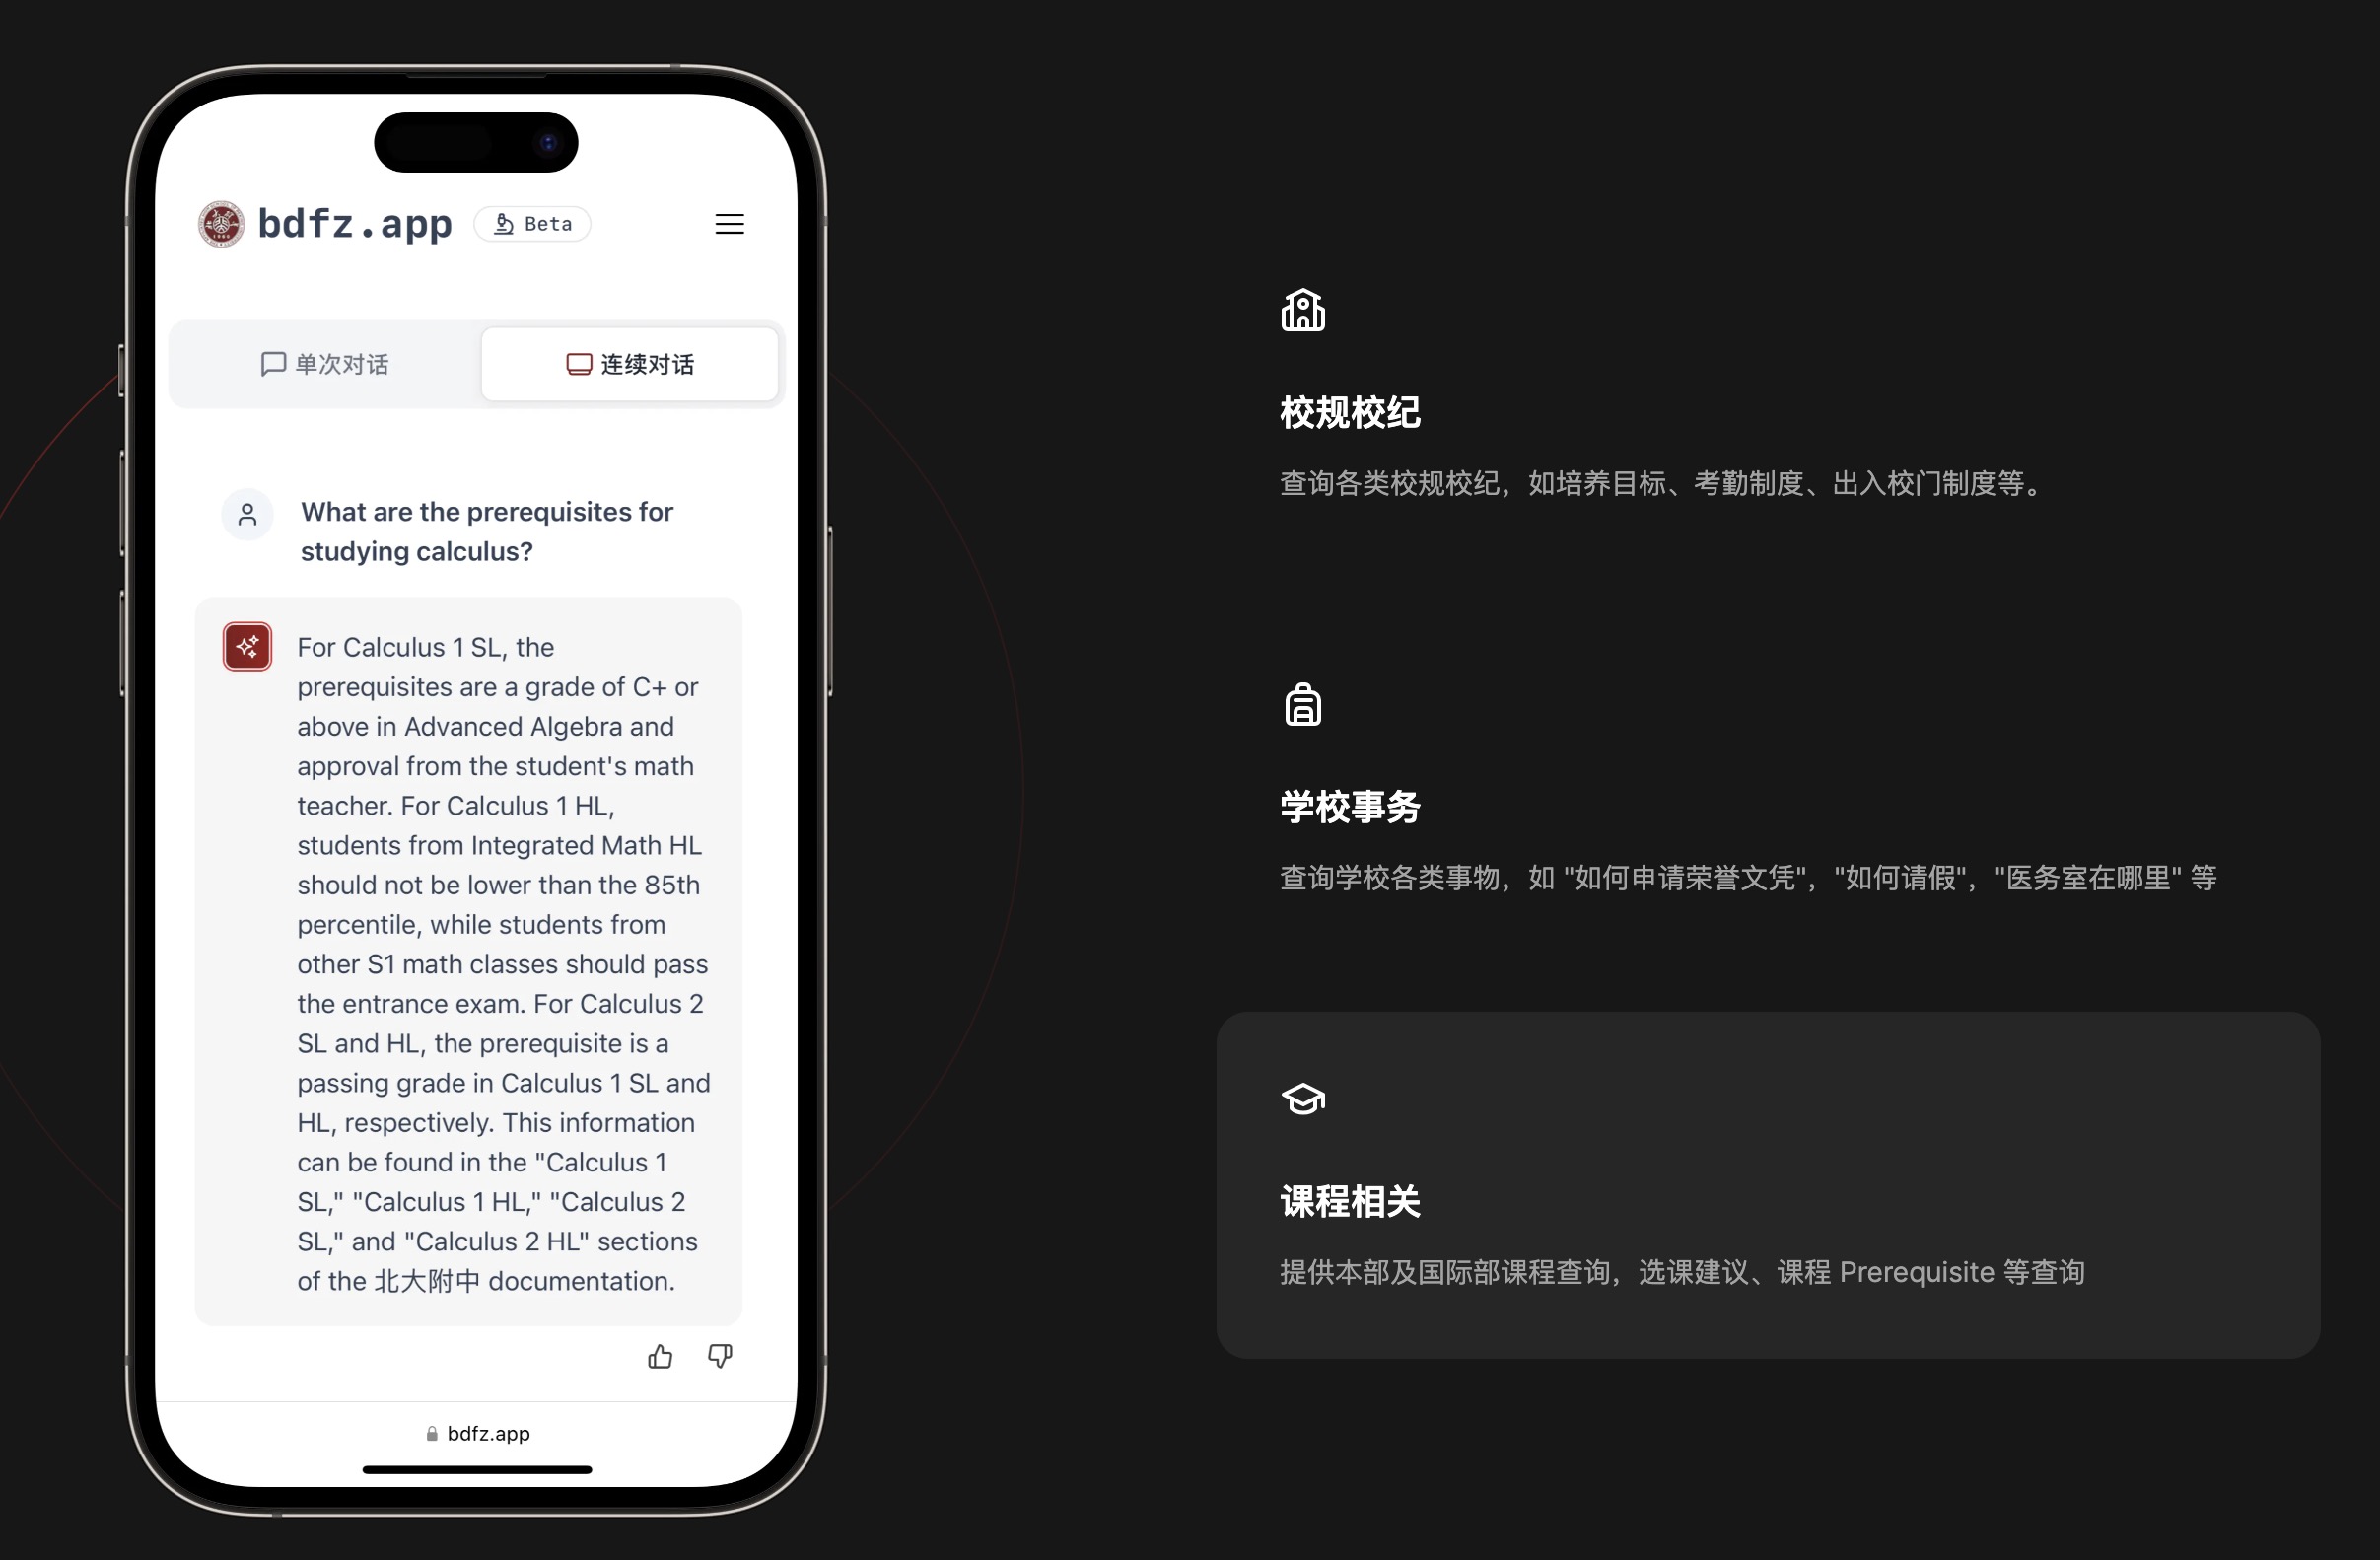 bdfz.app
Beta
单次对话
连续对话
What are the prerequisites for
studying calculus?
For Calculus 1 SL, the
prerequisites are a grade of C+ or
above in Advanced Algebra and
approval from the student's math
teacher. For Calculus 1 HL,
students from Integrated Math HL
should not be lower than the 85th
percentile, while students from
other S1 math classes should pass
the entrance exam. For Calculus 2
SL and HL, the prerequisite is a
passing grade in Calculus 1 SL and
HL, respectively. This information
can be found in the "Calculus 1
SL," "Calculus 1 HL," "Calculus 2
SL," and "Calculus 2 HL" sections
of the 北大附中 documentation.
bdfz.app
校规校纪
查询各类校规校纪，如培养目标、考勤制度、出入校门制度等。
学校事务
查询学校各类事物，如 "如何申请荣誉文凭"，"如何请假"，"医务室在哪里" 等
课程相关
提供本部及国际部课程查询，选课建议、课程 Prerequisite 等查询